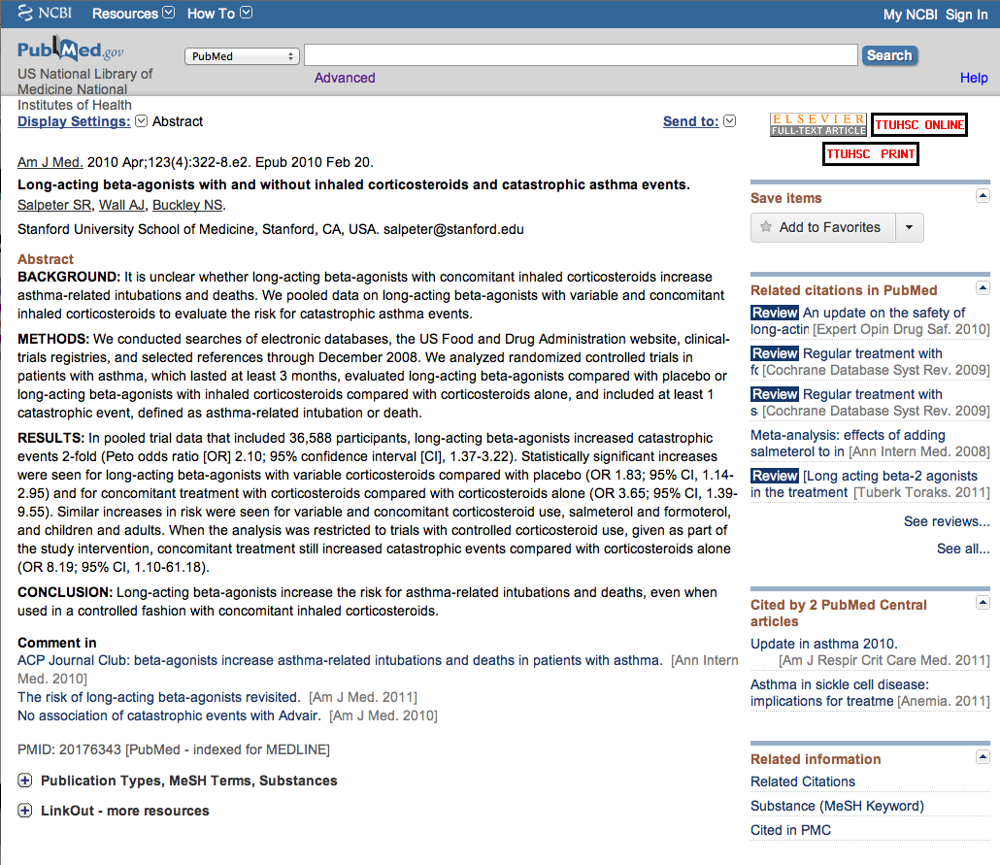 NCBI Resources How To My NCBI Sign In
PubMed.gov
US National Library of
Medicine National
Institutes of Health
PubMed
Search
Advanced
Help
Display Settings: Abstract
Send to:
Am J Med. 2010 Apr;123(4):322-8.e2. Epub 2010 Feb 20.
Long-acting beta-agonists with and without inhaled corticosteroids and catastrophic asthma events.
Salpeter SR, Wall AJ, Buckley NS.
Stanford University School of Medicine, Stanford, CA, USA. salpeter@stanford.edu
Abstract
BACKGROUND: It is unclear whether long-acting beta-agonists with concomitant inhaled corticosteroids increase
asthma-related intubations and deaths. We pooled data on long-acting beta-agonists with variable and concomitant
inhaled corticosteroids to evaluate the risk for catastrophic asthma events.
METHODS: We conducted searches of electronic databases, the US Food and Drug Administration website, clinical-
trials registries, and selected references through December 2008. We analyzed randomized controlled trials in
patients with asthma, which lasted at least 3 months, evaluated long-acting beta-agonists compared with placebo or
long-acting beta-agonists with inhaled corticosteroids compared with corticosteroids alone, and included at least 1
catastrophic event, defined as asthma-related intubation or death.
RESULTS: In pooled trial data that included 36,588 participants, long-acting beta-agonists increased catastrophic
events 2-fold (Peto odds ratio [OR] 2.10; 95% confidence interval [CI], 1.37-3.22). Statistically significant increases
were seen for long-acting beta-agonists with variable corticosteroids compared with placebo (OR 1.83; 95% CI, 1.14-
2.95) and for concomitant treatment with corticosteroids compared with corticosteroids alone (OR 3.65; 95% CI, 1.39-
9.55). Similar increases in risk were seen for variable and concomitant corticosteroid use, salmeterol and formoterol,
and children and adults. When the analysis was restricted to trials with controlled corticosteroid use, given as part of
the study intervention, concomitant treatment still increased catastrophic events compared with corticosteroids alone
(OR 8.19; 95% CI, 1.10-61.18).
CONCLUSION: Long-acting beta-agonists increase the risk for asthma-related intubations and deaths, even when
used in a controlled fashion with concomitant inhaled corticosteroids.
Comment in
ACP Journal Club: beta-agonists increase asthma-related intubations and deaths in patients with asthma. [Ann Intern
Med. 2010]
The risk of long-acting beta-agonists revisited. [Am J Med. 2011]
No association of catastrophic events with Advair. [Am J Med. 2010]
PMID: 20176343 [PubMed - indexed for MEDLINE]
Publication Types, MeSH Terms, Substances
LinkOut - more resources
ELSEVIER
FULL-TEXT ARTICLE
TTUHSC ONLINE
TTUHSC PRINT
Save items
Add to Favorites
Related citations in PubMed
Review An update on the safety of
long-actin [Expert Opin Drug Saf. 2010]
Review Regular treatment with
fo [Cochrane Database Syst Rev. 2009]
Review Regular treatment with
s [Cochrane Database Syst Rev. 2009]
Meta-analysis: effects of adding
salmeterol to in [Ann Intern Med. 2008]
Review [Long acting beta-2 agonists
in the treatment [Tuberk Toraks. 2011]
See reviews...
See all...
Cited by 2 PubMed Central
articles
Update in asthma 2010.
[Am J Respir Crit Care Med. 2011]
Asthma in sickle cell disease:
implications for treatme [Anemia. 2011]
Related information
Related Citations
Substance (MeSH Keyword)
Cited in PMC